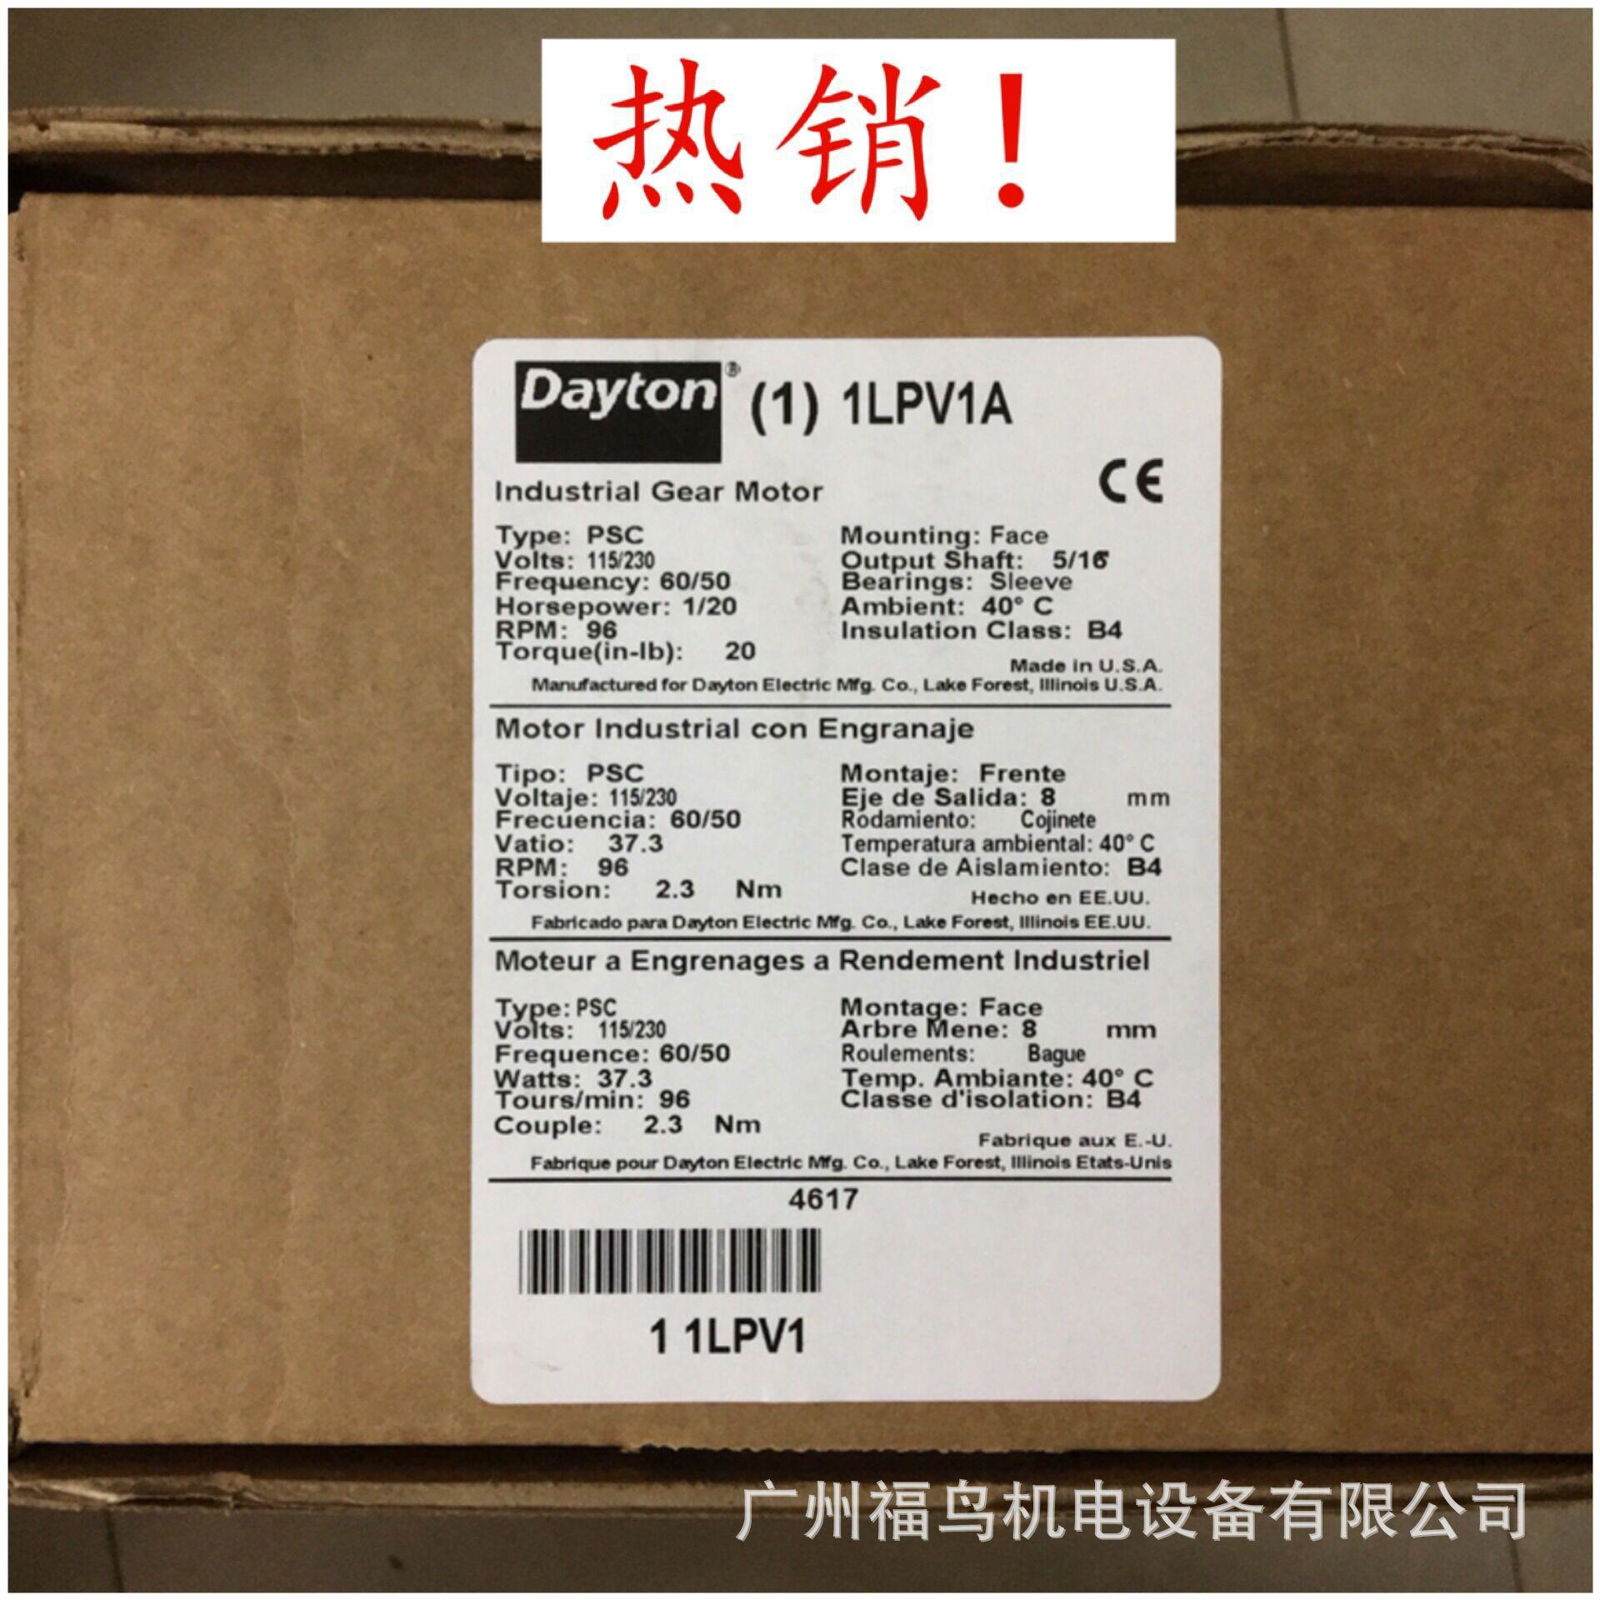 热销！
Dayton® (1) 1LPV1A
CE
Industrial Gear Motor
Type: PSC
Volts: 115/230
Frequency: 60/50
Horsepower: 1/20
RPM: 96
Torque(in-lb): 20
Mounting: Face
Output Shaft: 5/16"
Bearings: Sleeve
Ambient: 40° C
Insulation Class: B4
Made in U.S.A.
Manufactured for Dayton Electric Mfg. Co., Lake Forest, Illinois U.S.A.
Motor Industrial con Engranaje
Tipo: PSC
Voltaje: 115/230
Frecuencia: 60/50
Vatio: 37.3
RPM: 96
Torsion: 2.3 Nm
Montaje: Frente
Eje de Salida: 8 mm
Rodamiento: Cojinete
Temperatura ambiental: 40° C
Clase de Aislamiento: B4
Hecho en EE.UU.
Fabricado para Dayton Electric Mfg. Co., Lake Forest, Illinois EE.UU.
Moteur a Engrenages a Rendement Industriel
Type: PSC
Volts: 115/230
Frequence: 60/50
Watts: 37.3
Tours/min: 96
Couple: 2.3 Nm
Montage: Face
Arbre Mene: 8 mm
Roulements: Bague
Temp. Ambiante: 40° C
Classe d'isolation: B4
Fabrique aux E.-U.
Fabrique pour Dayton Electric Mfg. Co., Lake Forest, Illinois Etats-Unis
4617
1 1LPV1
广州福鸟机电设备有限公司